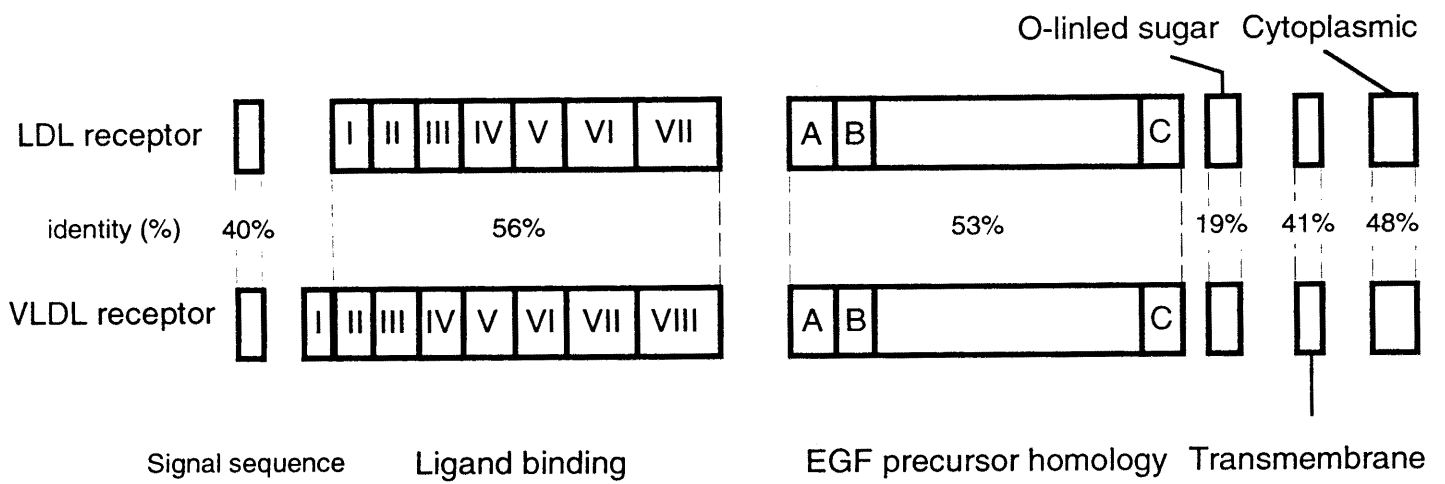 O-linled sugar Cytoplasmic
LDL receptor I II III IV V VI VII A B C
identity (%) 40% 56% 53% 19% 41% 48%
VLDL receptor I II III IV V VI VII VIII A B C
Signal sequence Ligand binding EGF precursor homology Transmembrane